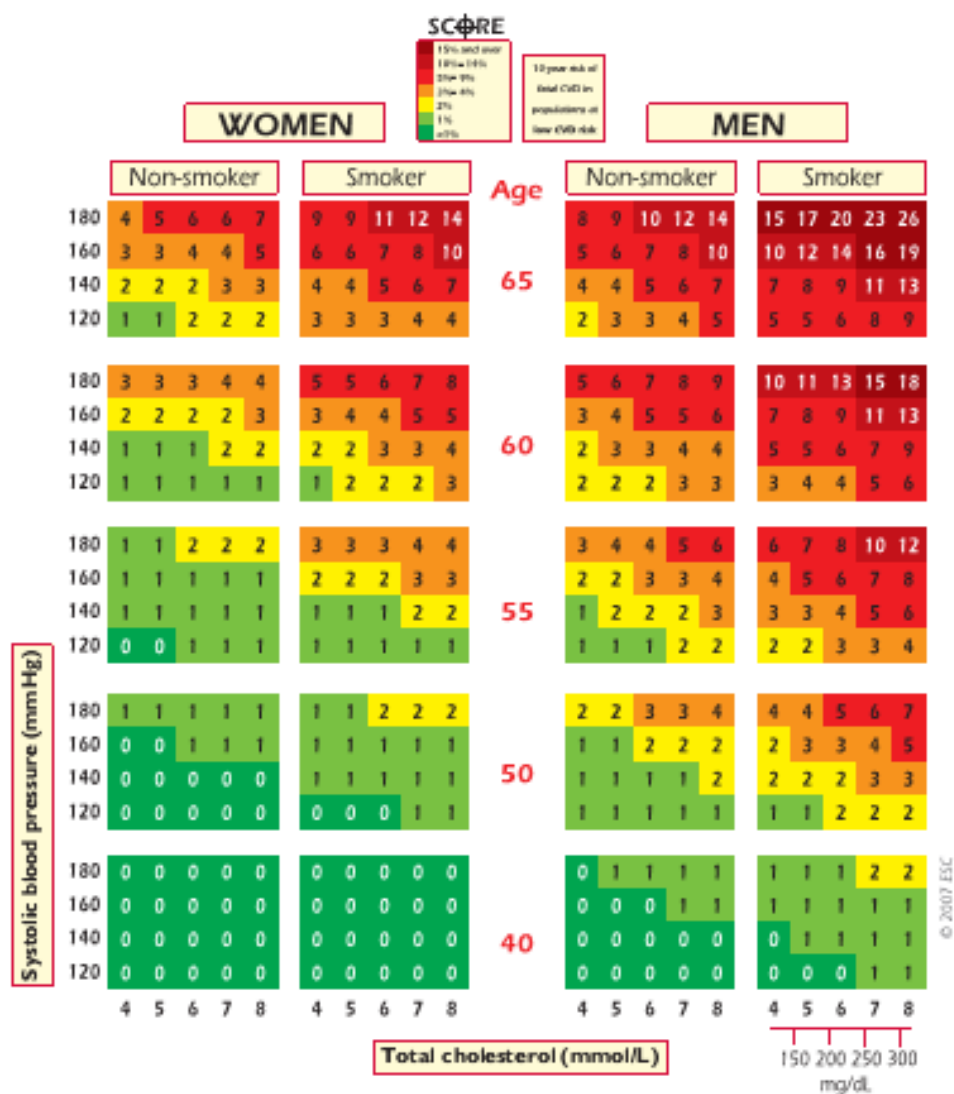 SCORE
15% and over
10%–14%
5%–9%
3%–4%
2%
1%
<1%
10 year risk of
total CVD in
populations at
low CVD risk
WOMEN MEN
Non-smoker Smoker Age Non-smoker Smoker
180 4 5 6 6 7 9 9 11 12 14 8 9 10 12 14 15 17 20 23 26
160 3 3 4 4 5 6 6 7 8 10 5 6 7 8 10 10 12 14 16 19
65
140 2 2 2 3 3 4 4 5 6 7 4 4 5 6 7 7 8 9 11 13
120 1 1 2 2 2 3 3 3 4 4 2 3 3 4 5 5 5 6 8 9
180 3 3 3 4 4 5 5 6 7 8 5 6 7 8 9 10 11 13 15 18
160 2 2 2 2 3 3 4 4 5 5 3 4 5 5 6 7 8 9 11 13
60
140 1 1 1 2 2 2 2 3 3 4 2 3 3 4 4 5 5 6 7 9
120 1 1 1 1 1 1 2 2 2 3 2 2 2 3 3 3 4 4 5 6
180 1 1 2 2 2 3 3 3 4 4 3 4 4 5 6 6 7 8 10 12
160 1 1 1 1 1 2 2 2 3 3 2 2 3 3 4 4 5 6 7 8
55
140 1 1 1 1 1 1 1 1 2 2 1 2 2 2 3 3 3 4 5 6
120 0 0 1 1 1 1 1 1 1 1 1 1 1 2 2 2 2 3 3 4
180 1 1 1 1 1 1 1 2 2 2 2 2 3 3 4 4 4 5 6 7
160 0 0 1 1 1 1 1 1 1 1 1 1 2 2 2 2 3 3 4 5
50
140 0 0 0 0 0 1 1 1 1 1 1 1 1 1 2 2 2 2 3 3
120 0 0 0 0 0 0 0 0 1 1 1 1 1 1 1 1 1 2 2 2
180 0 0 0 0 0 0 0 0 0 0 0 1 1 1 1 1 1 1 2 2
160 0 0 0 0 0 0 0 0 0 0 0 0 0 1 1 1 1 1 1 1
40
140 0 0 0 0 0 0 0 0 0 0 0 0 0 0 0 0 1 1 1 1
120 0 0 0 0 0 0 0 0 0 0 0 0 0 0 0 0 0 0 1 1
4 5 6 7 8 4 5 6 7 8 4 5 6 7 8 4 5 6 7 8
Systolic blood pressure (mmHg)
Total cholesterol (mmol/L)
150 200 250 300
mg/dL
© 2007 ESC